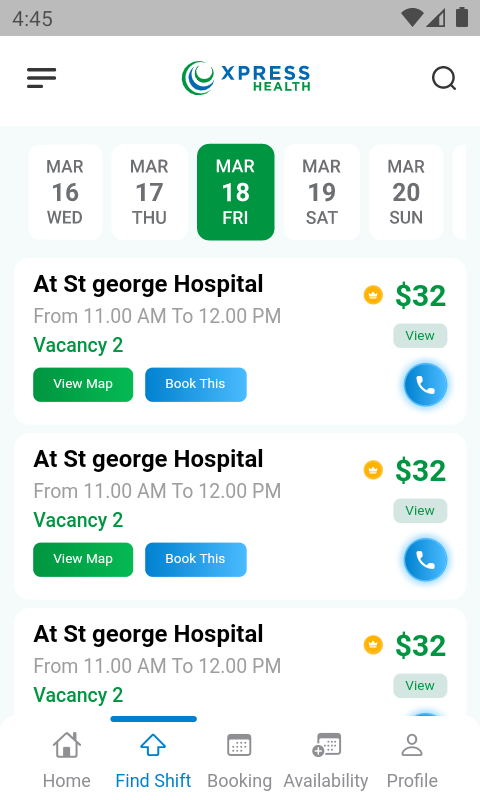 4:45
XPRESS
HEALTH
MAR MAR MAR MAR MAR
16 17 18 19 20
WED THU FRI SAT SUN
At St george Hospital
$32
From 11.00 AM To 12.00 PM
View
Vacancy 2
View Map Book This
At St george Hospital
$32
From 11.00 AM To 12.00 PM
View
Vacancy 2
View Map Book This
At St george Hospital
$32
From 11.00 AM To 12.00 PM
View
Vacancy 2
Home Find Shift Booking Availability Profile